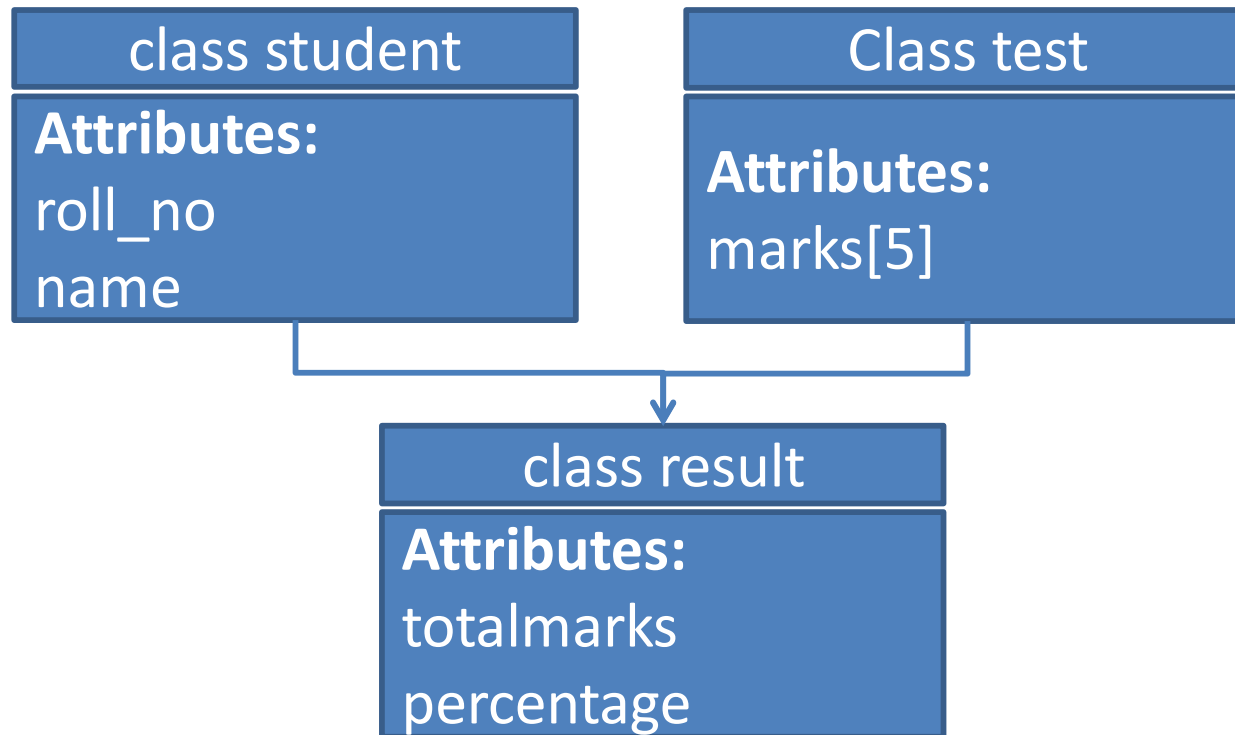 class student
Attributes:
roll_no
name
Class test
Attributes:
marks[5]
class result
Attributes:
totalmarks
percentage